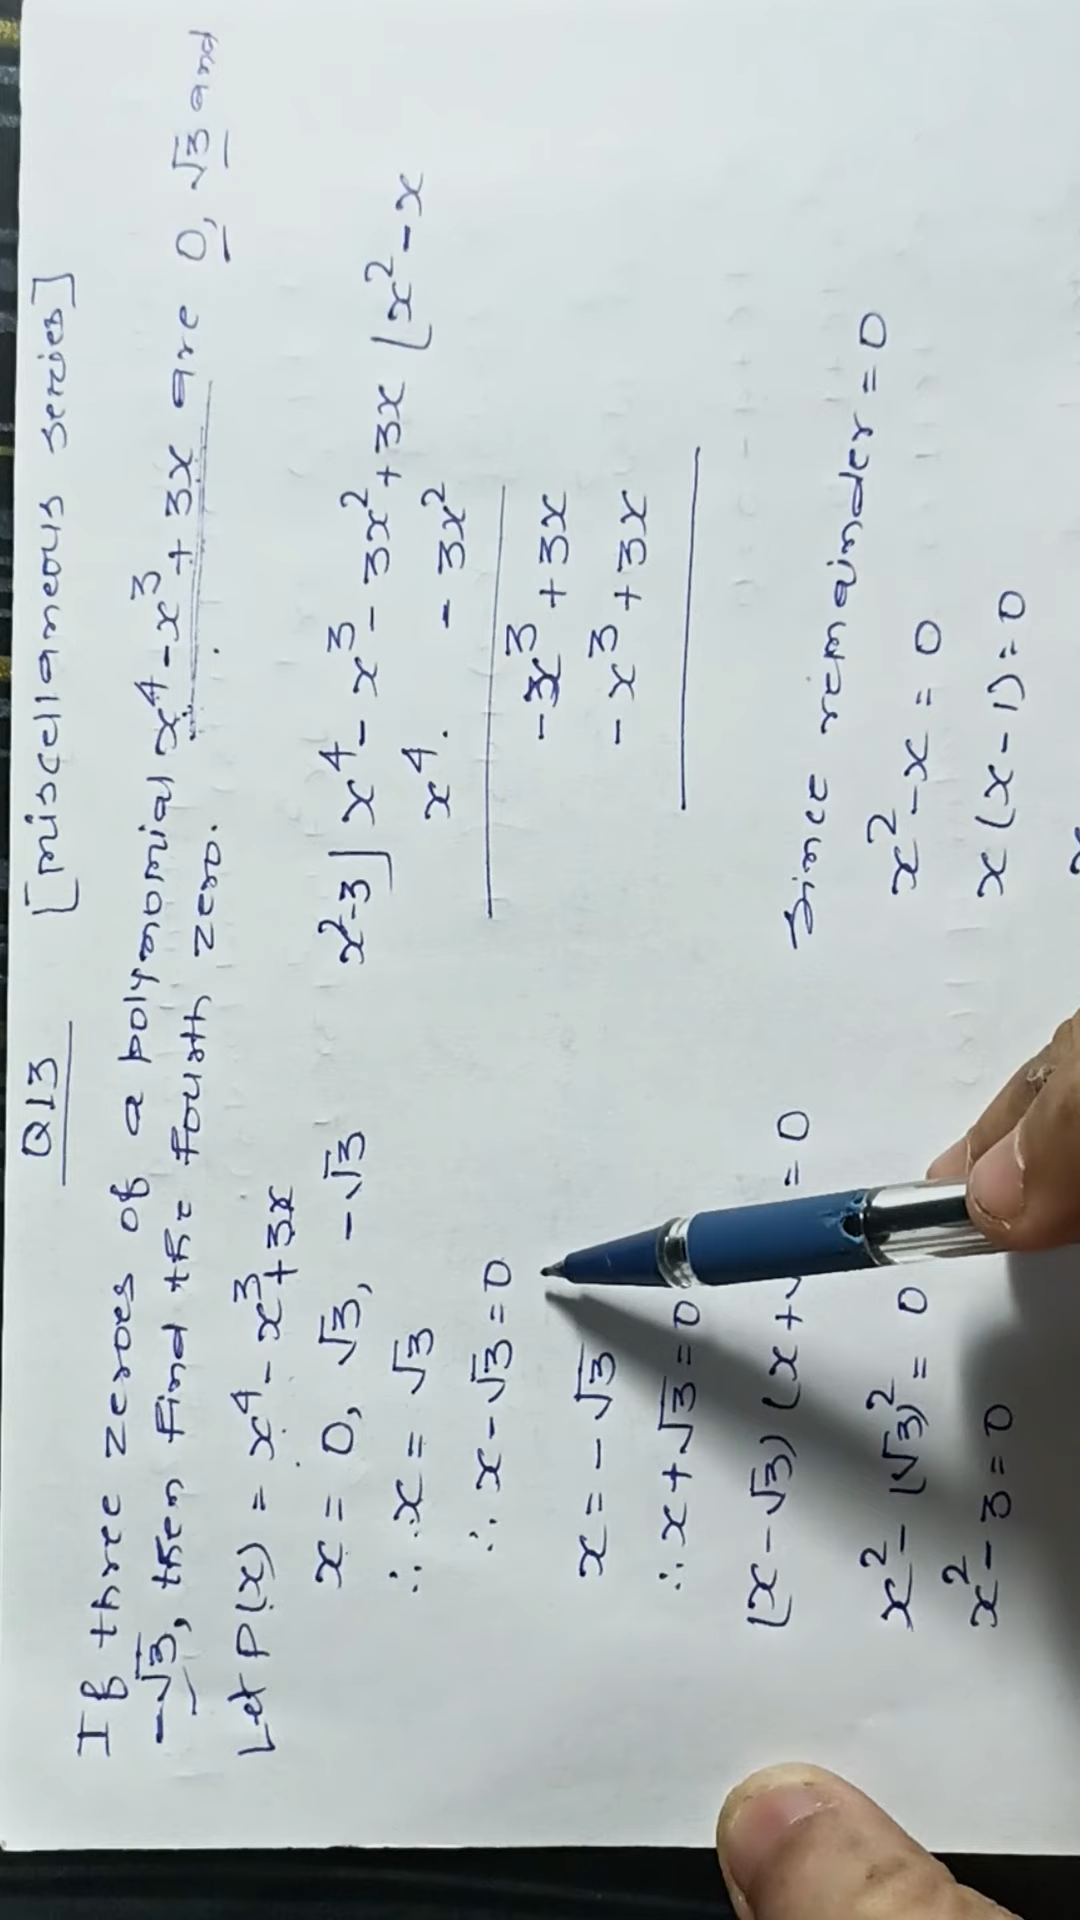 Q13 [miscellaneous series]
If three zeroes of a polynomial x⁴-x³+3x are 0, √3 and
-√3, then find the fourth zero.
Let P(x) = x⁴-x³+3x
x = 0, √3, -√3
∴ x = √3
∴ x-√3=0
x = -√3
∴ x+√3=0
(x-√3)(x+ =0
x²-(√3)²=0
x²-3=0
x²-3] x⁴-x³-3x²+3x [x²-x
x⁴. -3x²
-x³+3x
-x³+3x
Since remainder=0
x²-x=0
x(x-1)=0